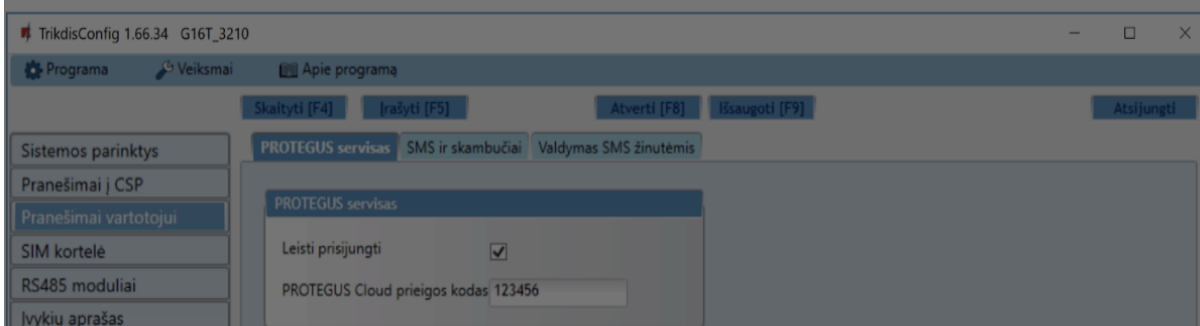 TrikdisConfig 1.66.34 G16T_3210
Programa Veiksmai Apie programą
Skaityti [F4] Įrašyti [F5] Atverti [F8] Išsaugoti [F9] Atsijungti
Sistemos parinktys
Pranešimai į CSP
Pranešimai vartotojui
SIM kortelė
RS485 moduliai
Įvykių aprašas
PROTEGUS servisas SMS ir skambučiai Valdymas SMS žinutėmis
PROTEGUS servisas
Leisti prisijungti
PROTEGUS Cloud prieigos kodas 123456